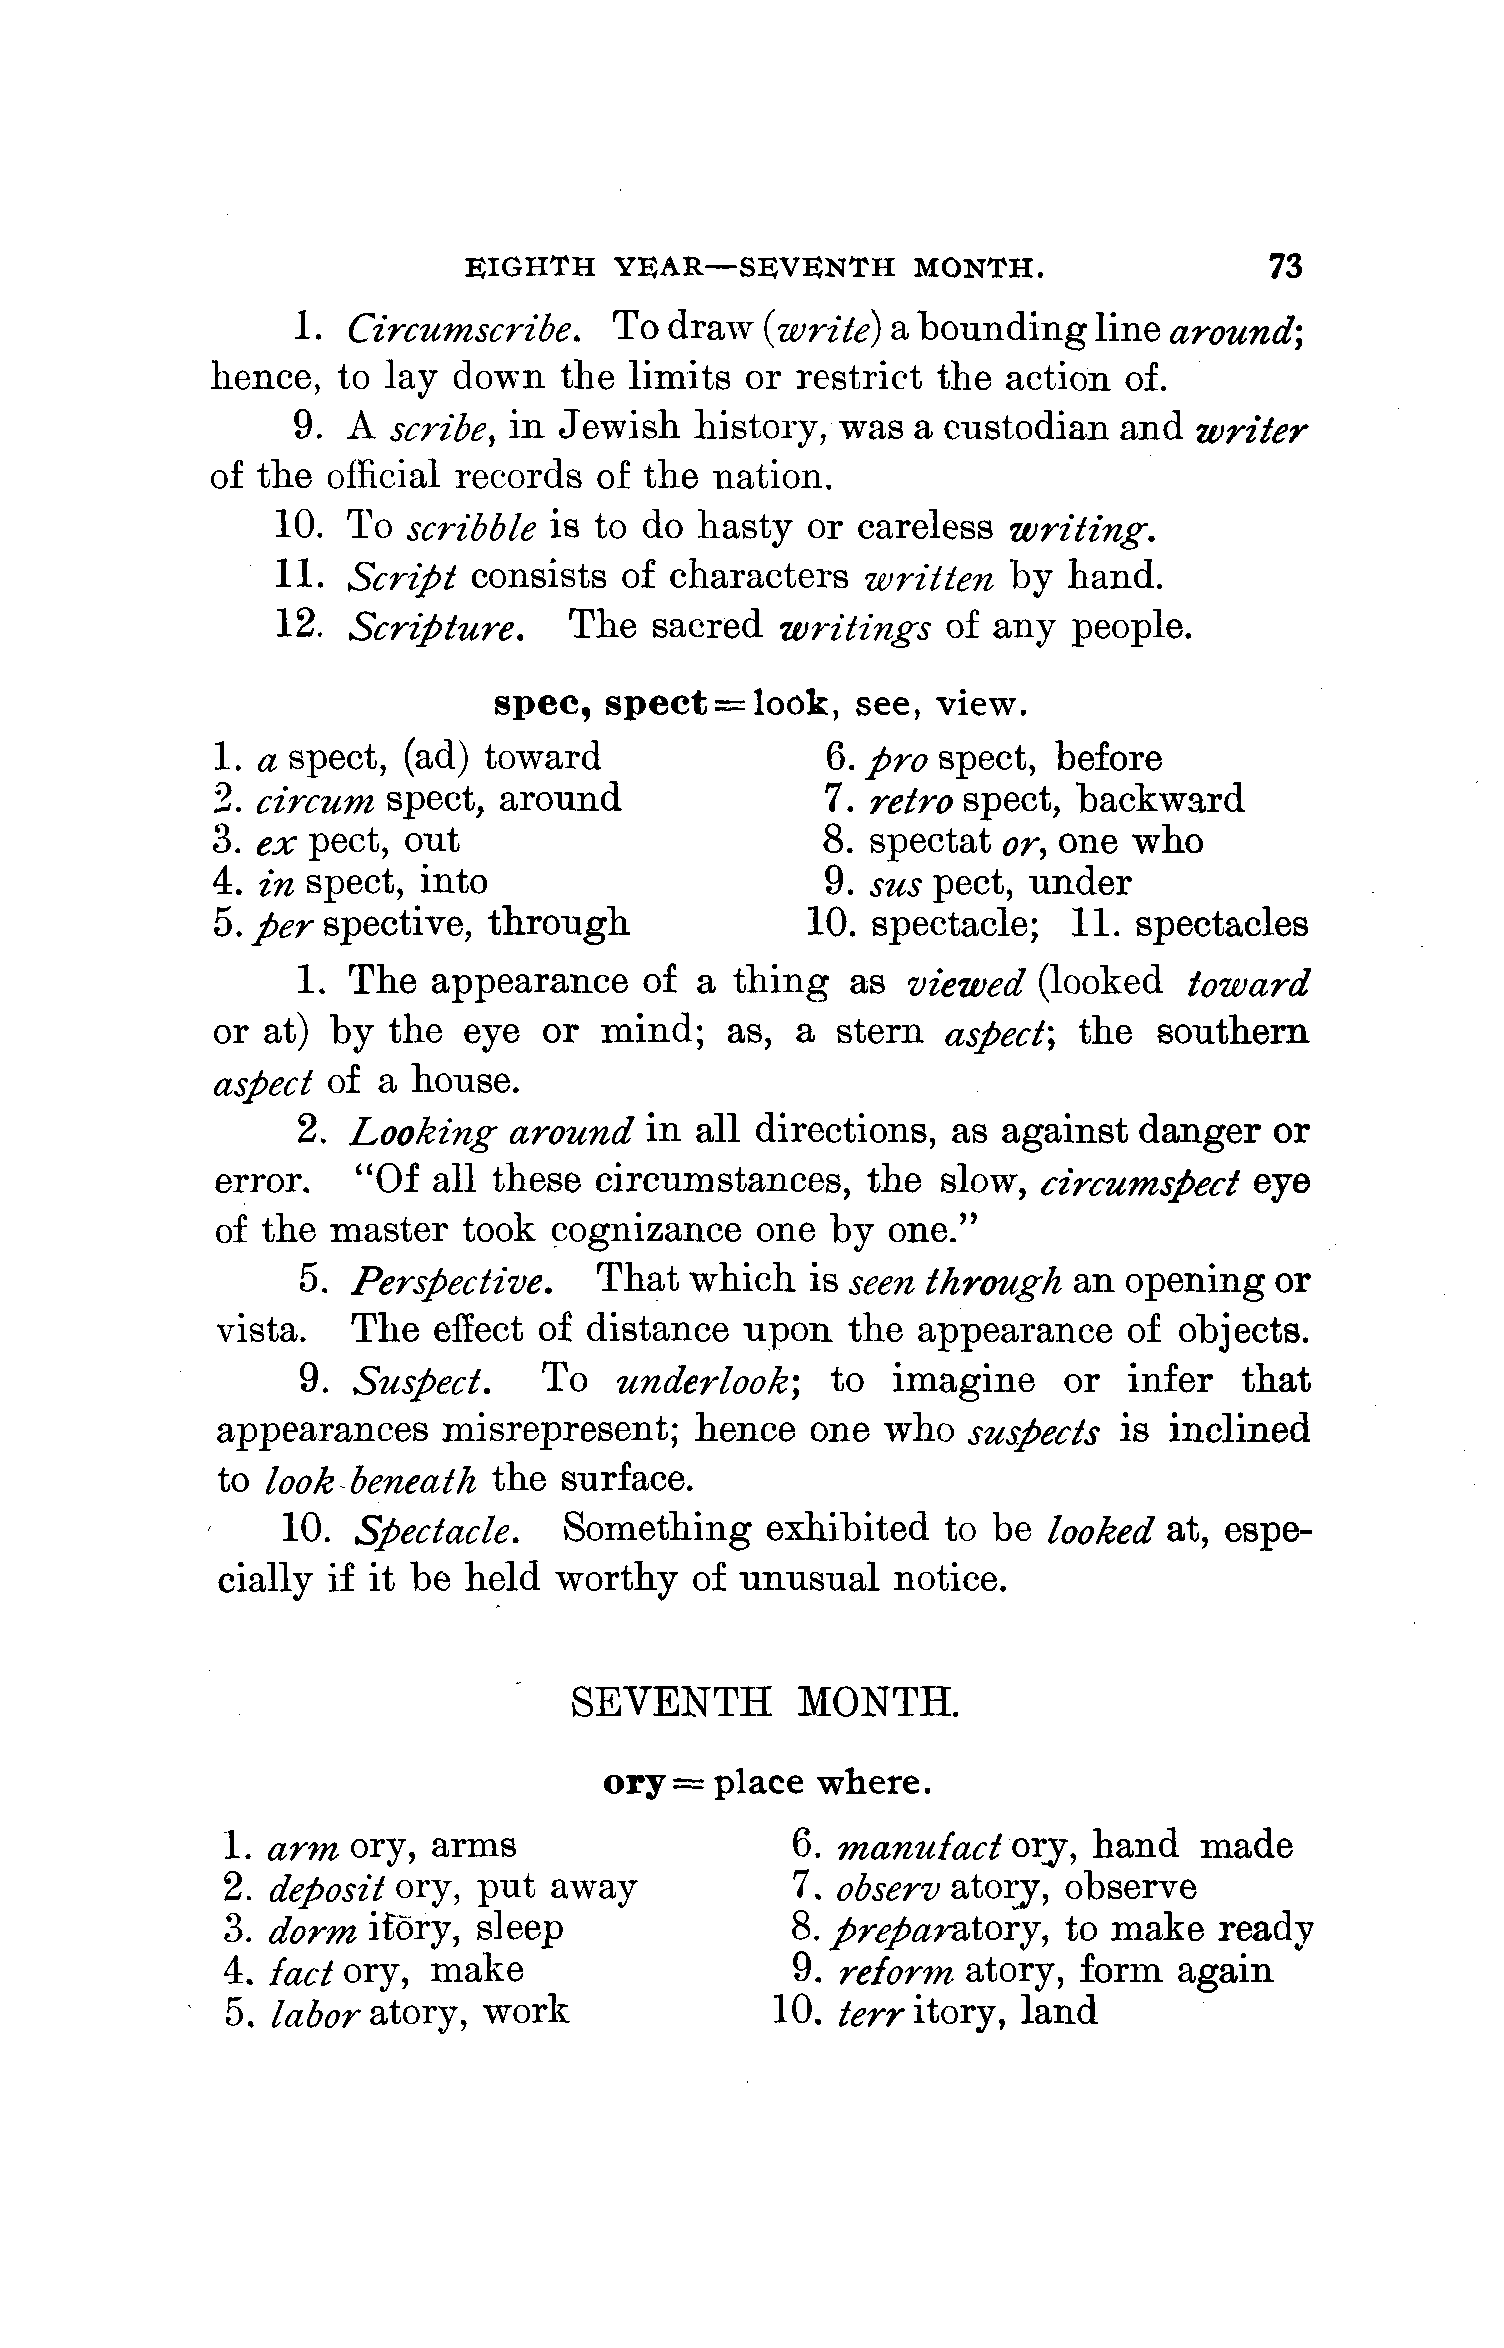 EIGHTH YEAR—SEVENTH MONTH. 73
1. Circumscribe. To draw (write) a bounding line around;
hence, to lay down the limits or restrict the action of.
9. A scribe, in Jewish history, was a custodian and writer
of the official records of the nation.
10. To scribble is to do hasty or careless writing.
11. Script consists of characters written by hand.
12. Scripture. The sacred writings of any people.
spec, spect = look, see, view.
1. a spect, (ad) toward
2. circum spect, around
3. ex pect, out
4. in spect, into
5. per spective, through
6. pro spect, before
7. retro spect, backward
8. spectat or, one who
9. sus pect, under
10. spectacle; 11. spectacles
1. The appearance of a thing as viewed (looked toward
or at) by the eye or mind; as, a stern aspect; the southern
aspect of a house.
2. Looking around in all directions, as against danger or
error. “Of all these circumstances, the slow, circumspect eye
of the master took cognizance one by one.”
5. Perspective. That which is seen through an opening or
vista. The effect of distance upon the appearance of objects.
9. Suspect. To underlook; to imagine or infer that
appearances misrepresent; hence one who suspects is inclined
to look beneath the surface.
10. Spectacle. Something exhibited to be looked at, espe-
cially if it be held worthy of unusual notice.
SEVENTH MONTH.
ory = place where.
1. arm ory, arms
2. deposit ory, put away
3. dorm itōry, sleep
4. fact ory, make
5. labor atory, work
6. manufact ory, hand made
7. observ atory, observe
8. preparatory, to make ready
9. reform atory, form again
10. terr itory, land